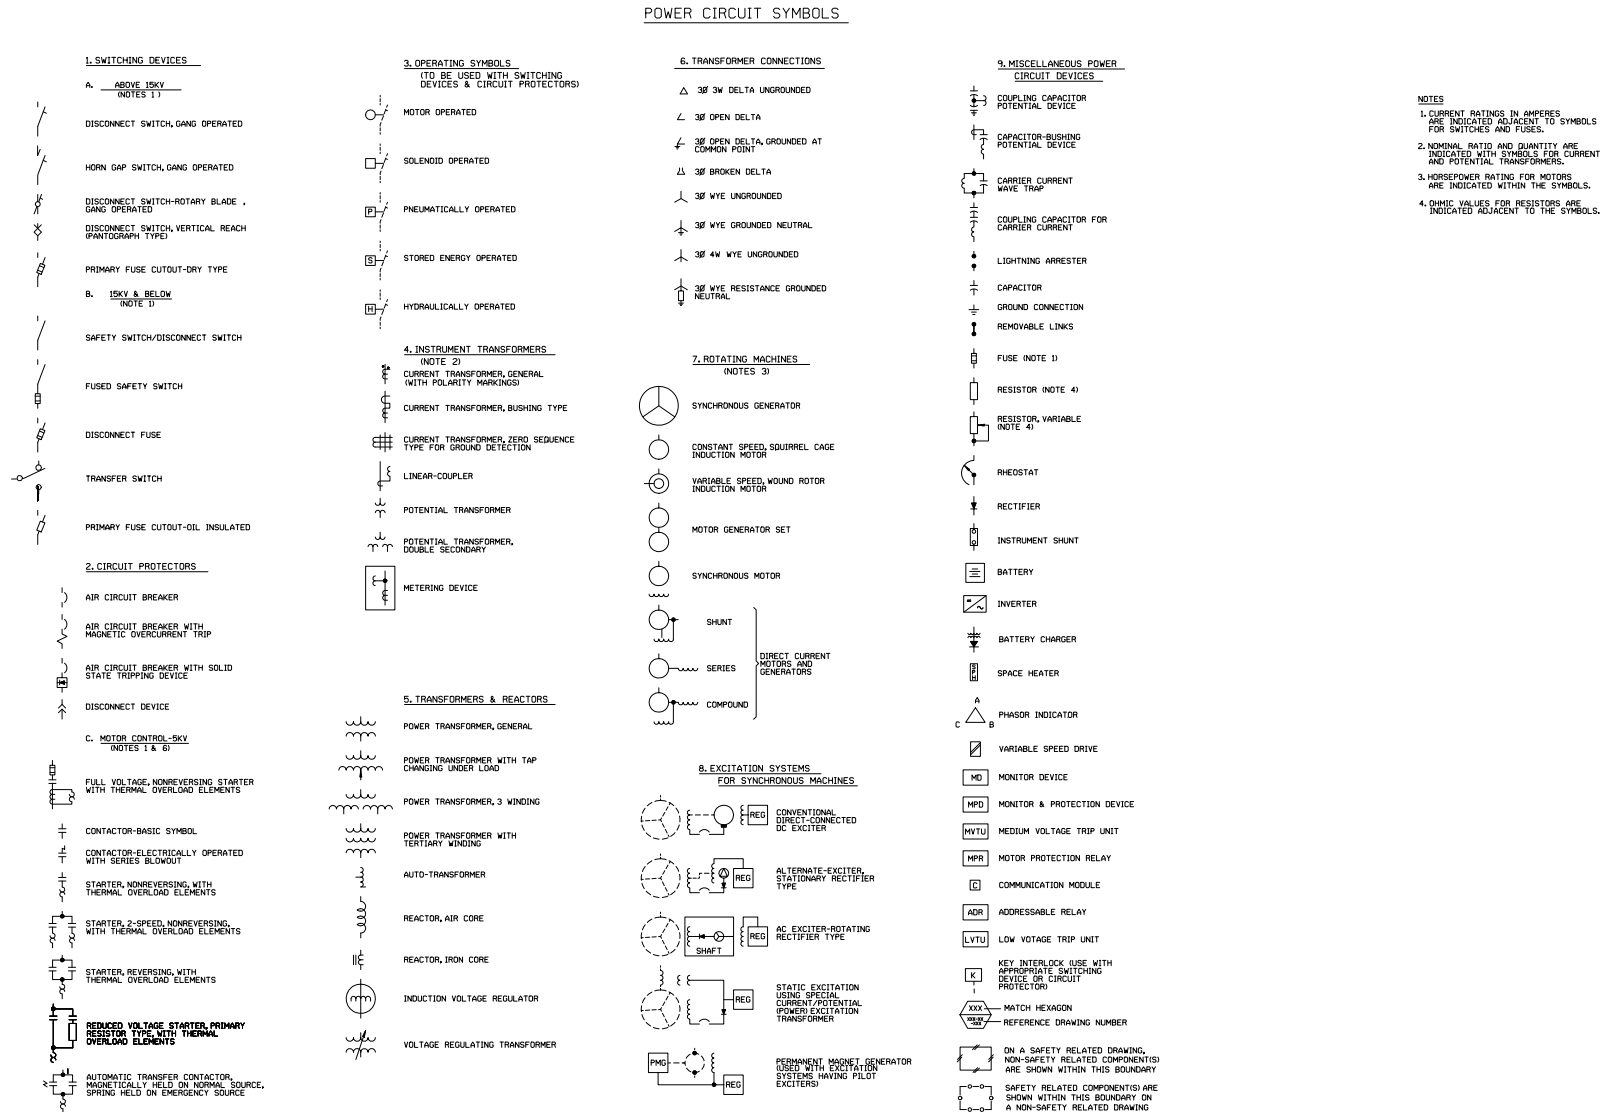 POWER CIRCUIT SYMBOLS
1. SWITCHING DEVICES
A. ABOVE 15KV
(NOTES 1)
DISCONNECT SWITCH, GANG OPERATED
HORN GAP SWITCH, GANG OPERATED
DISCONNECT SWITCH-ROTARY BLADE ,
GANG OPERATED
DISCONNECT SWITCH, VERTICAL REACH
(PANTOGRAPH TYPE)
PRIMARY FUSE CUTOUT-DRY TYPE
B. 15KV & BELOW
(NOTE 1)
SAFETY SWITCH/DISCONNECT SWITCH
FUSED SAFETY SWITCH
DISCONNECT FUSE
TRANSFER SWITCH
PRIMARY FUSE CUTOUT-OIL INSULATED
2. CIRCUIT PROTECTORS
AIR CIRCUIT BREAKER
AIR CIRCUIT BREAKER WITH
MAGNETIC OVERCURRENT TRIP
AIR CIRCUIT BREAKER WITH SOLID
STATE TRIPPING DEVICE
DISCONNECT DEVICE
C. MOTOR CONTROL-5KV
(NOTES 1 & 6)
FULL VOLTAGE, NONREVERSING STARTER
WITH THERMAL OVERLOAD ELEMENTS
CONTACTOR-BASIC SYMBOL
CONTACTOR-ELECTRICALLY OPERATED
WITH SERIES BLOWOUT
STARTER, NONREVERSING, WITH
THERMAL OVERLOAD ELEMENTS
STARTER, 2-SPEED, NONREVERSING,
WITH THERMAL OVERLOAD ELEMENTS
STARTER, REVERSING, WITH
THERMAL OVERLOAD ELEMENTS
REDUCED VOLTAGE STARTER, PRIMARY
RESISTOR TYPE, WITH THERMAL
OVERLOAD ELEMENTS
AUTOMATIC TRANSFER CONTACTOR,
MAGNETICALLY HELD ON NORMAL SOURCE,
SPRING HELD ON EMERGENCY SOURCE
3. OPERATING SYMBOLS
(TO BE USED WITH SWITCHING
DEVICES & CIRCUIT PROTECTORS)
MOTOR OPERATED
SOLENOID OPERATED
P PNEUMATICALLY OPERATED
S STORED ENERGY OPERATED
H HYDRAULICALLY OPERATED
4. INSTRUMENT TRANSFORMERS
(NOTE 2)
CURRENT TRANSFORMER, GENERAL
(WITH POLARITY MARKINGS)
CURRENT TRANSFORMER, BUSHING TYPE
CURRENT TRANSFORMER, ZERO SEQUENCE
TYPE FOR GROUND DETECTION
LINEAR-COUPLER
POTENTIAL TRANSFORMER
POTENTIAL TRANSFORMER,
DOUBLE SECONDARY
METERING DEVICE
5. TRANSFORMERS & REACTORS
POWER TRANSFORMER, GENERAL
POWER TRANSFORMER WITH TAP
CHANGING UNDER LOAD
POWER TRANSFORMER, 3 WINDING
POWER TRANSFORMER WITH
TERTIARY WINDING
AUTO-TRANSFORMER
REACTOR, AIR CORE
REACTOR, IRON CORE
INDUCTION VOLTAGE REGULATOR
VOLTAGE REGULATING TRANSFORMER
6. TRANSFORMER CONNECTIONS
3Ø 3W DELTA UNGROUNDED
3Ø OPEN DELTA
3Ø OPEN DELTA, GROUNDED AT
COMMON POINT
3Ø BROKEN DELTA
3Ø WYE UNGROUNDED
3Ø WYE GROUNDED NEUTRAL
3Ø 4W WYE UNGROUNDED
3Ø WYE RESISTANCE GROUNDED
NEUTRAL
7. ROTATING MACHINES
(NOTES 3)
SYNCHRONOUS GENERATOR
CONSTANT SPEED, SQUIRREL CAGE
INDUCTION MOTOR
VARIABLE SPEED, WOUND ROTOR
INDUCTION MOTOR
MOTOR GENERATOR SET
SYNCHRONOUS MOTOR
SHUNT
SERIES
COMPOUND
DIRECT CURRENT
MOTORS AND
GENERATORS
8. EXCITATION SYSTEMS
FOR SYNCHRONOUS MACHINES
REG
CONVENTIONAL
DIRECT-CONNECTED
DC EXCITER
REG
ALTERNATE-EXCITER,
STATIONARY RECTIFIER
TYPE
SHAFT
REG
AC EXCITER-ROTATING
RECTIFIER TYPE
REG
STATIC EXCITATION
USING SPECIAL
CURRENT/POTENTIAL
(POWER) EXCITATION
TRANSFORMER
PMG
REG
PERMANENT MAGNET GENERATOR
(USED WITH EXCITATION
SYSTEMS HAVING PILOT
EXCITERS)
9. MISCELLANEOUS POWER
CIRCUIT DEVICES
COUPLING CAPACITOR
POTENTIAL DEVICE
CAPACITOR-BUSHING
POTENTIAL DEVICE
CARRIER CURRENT
WAVE TRAP
COUPLING CAPACITOR FOR
CARRIER CURRENT
LIGHTNING ARRESTER
CAPACITOR
GROUND CONNECTION
REMOVABLE LINKS
FUSE (NOTE 1)
RESISTOR (NOTE 4)
RESISTOR, VARIABLE
(NOTE 4)
RHEOSTAT
RECTIFIER
INSTRUMENT SHUNT
BATTERY
INVERTER
BATTERY CHARGER
SPACE HEATER
A
C B
PHASOR INDICATOR
VARIABLE SPEED DRIVE
MD MONITOR DEVICE
MPD MONITOR & PROTECTION DEVICE
MVTU MEDIUM VOLTAGE TRIP UNIT
MPR MOTOR PROTECTION RELAY
C COMMUNICATION MODULE
ADR ADDRESSABLE RELAY
LVTU LOW VOTAGE TRIP UNIT
K
KEY INTERLOCK (USE WITH
APPROPRIATE SWITCHING
DEVICE OR CIRCUIT
PROTECTOR)
XXX MATCH HEXAGON
REFERENCE DRAWING NUMBER
ON A SAFETY RELATED DRAWING,
NON-SAFETY RELATED COMPONENT(S)
ARE SHOWN WITHIN THIS BOUNDARY
SAFETY RELATED COMPONENT(S) ARE
SHOWN WITHIN THIS BOUNDARY ON
A NON-SAFETY RELATED DRAWING
NOTES
1. CURRENT RATINGS IN AMPERES
ARE INDICATED ADJACENT TO SYMBOLS
FOR SWITCHES AND FUSES.
2. NOMINAL RATIO AND QUANTITY ARE
INDICATED WITH SYMBOLS FOR CURRENT
AND POTENTIAL TRANSFORMERS.
3. HORSEPOWER RATING FOR MOTORS
ARE INDICATED WITHIN THE SYMBOLS.
4. OHMIC VALUES FOR RESISTORS ARE
INDICATED ADJACENT TO THE SYMBOLS.